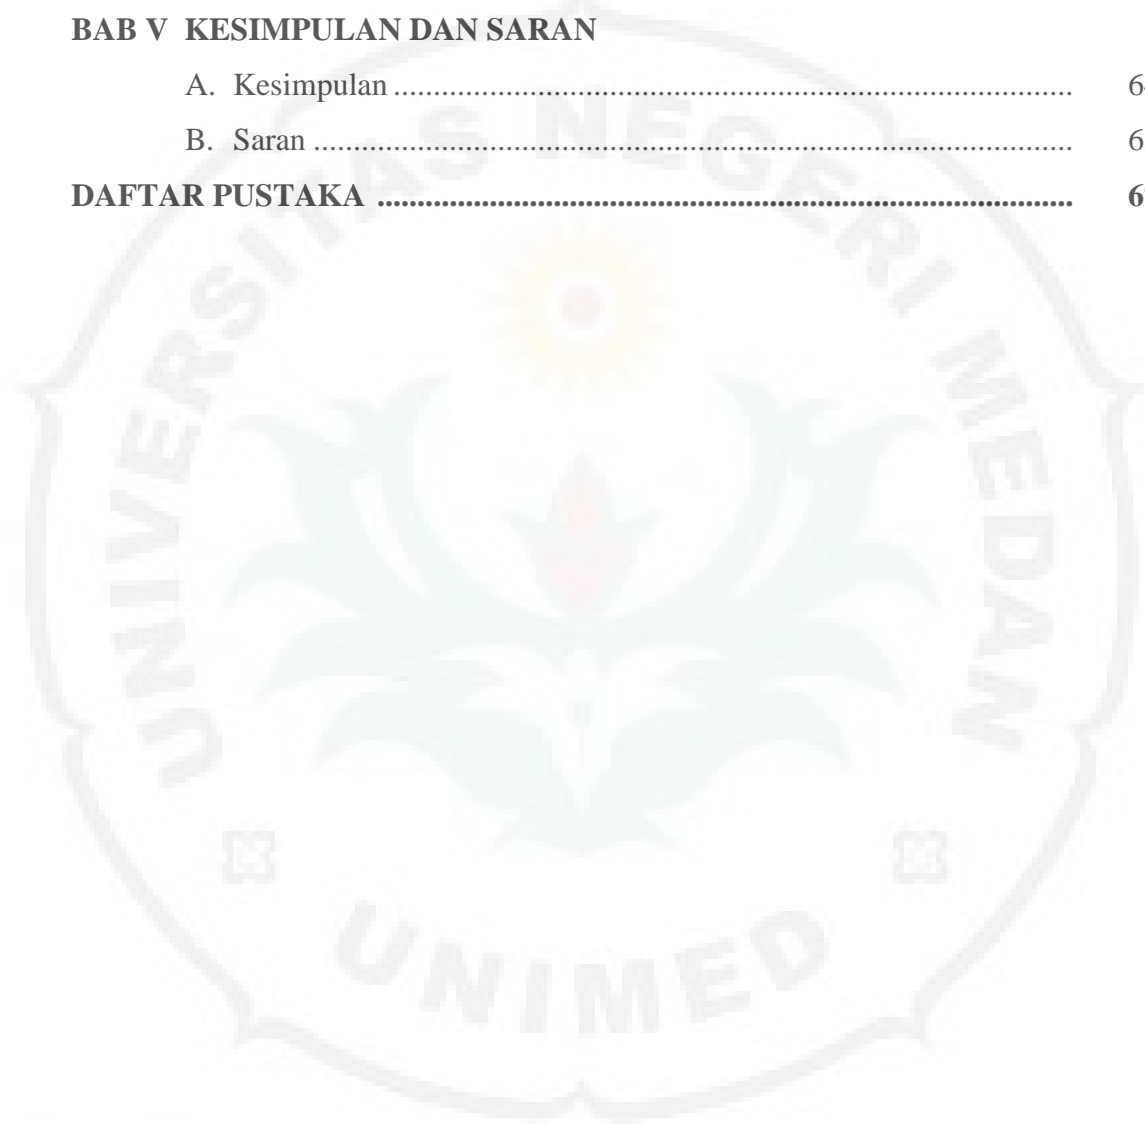 BAB V KESIMPULAN DAN SARAN
A. Kesimpulan ........................................................................... 6
B. Saran ........................................................................... 6
DAFTAR PUSTAKA ........................................................................... 6
UNIVERSITAS NEGERI MEDAN
UNIMED